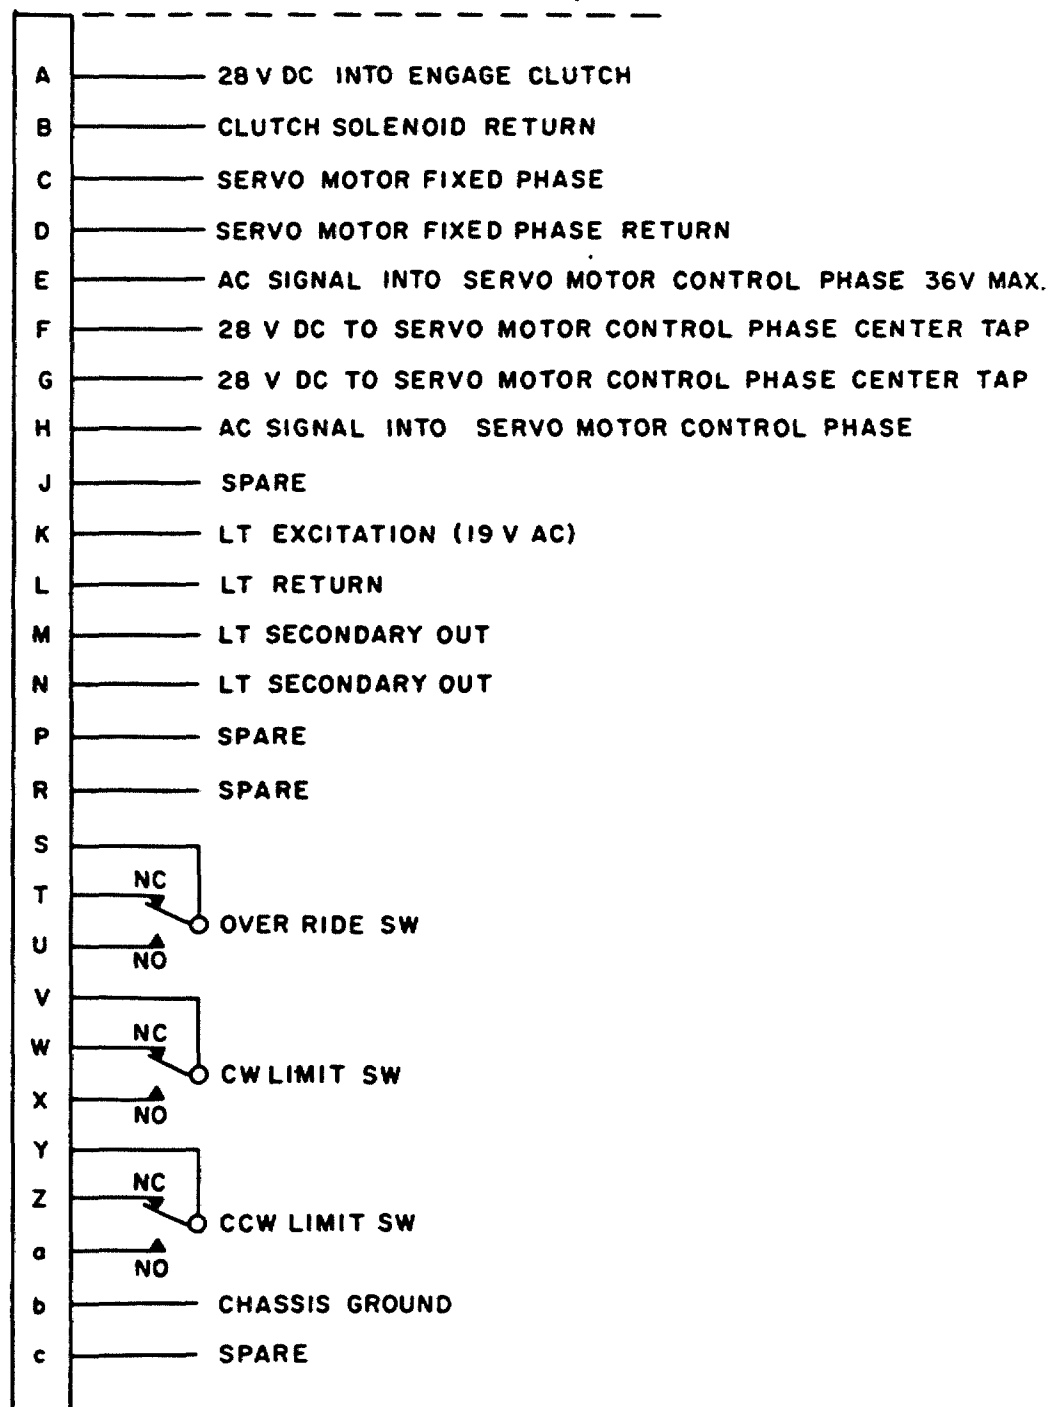 A 28 V DC INTO ENGAGE CLUTCH
B CLUTCH SOLENOID RETURN
C SERVO MOTOR FIXED PHASE
D SERVO MOTOR FIXED PHASE RETURN
E AC SIGNAL INTO SERVO MOTOR CONTROL PHASE 36V MAX.
F 28 V DC TO SERVO MOTOR CONTROL PHASE CENTER TAP
G 28 V DC TO SERVO MOTOR CONTROL PHASE CENTER TAP
H AC SIGNAL INTO SERVO MOTOR CONTROL PHASE
J SPARE
K LT EXCITATION (19 V AC)
L LT RETURN
M LT SECONDARY OUT
N LT SECONDARY OUT
P SPARE
R SPARE
S
T NC
OVER RIDE SW
U NO
V
W NC
CW LIMIT SW
X NO
Y
Z NC
CCW LIMIT SW
a NO
b CHASSIS GROUND
c SPARE